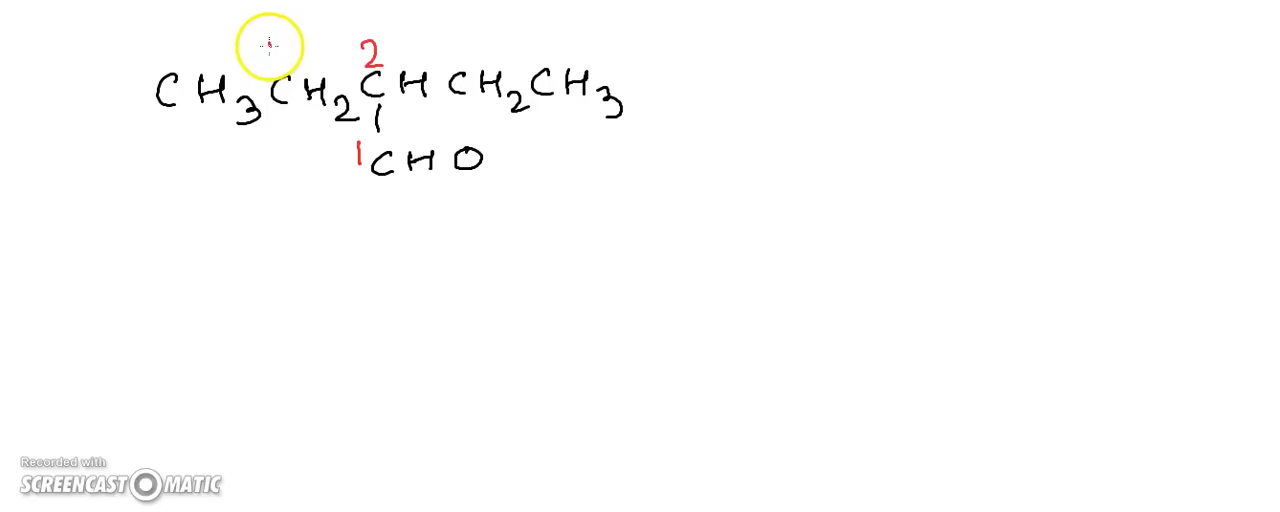 2
CH3CH2CHCH2CH3
1CHO
Recorded with
SCREENCAST MATIC